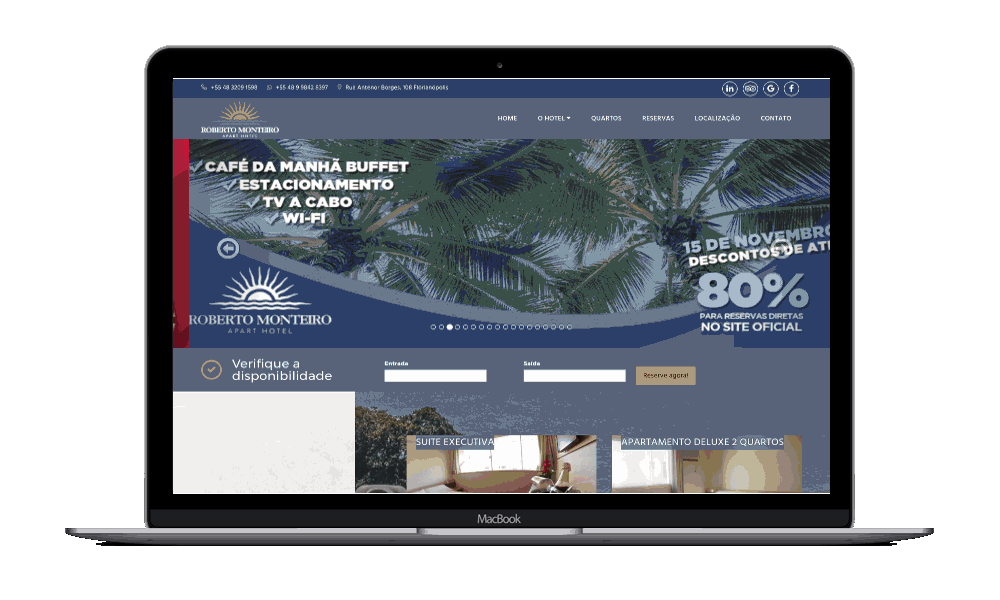 +55 48 3209 1598 +55 48 9 9842 8397 Rua Antenor Borges, 108 Florianópolis
in G f
ROBERTO MONTEIRO
APART HOTEL
HOME O HOTEL QUARTOS RESERVAS LOCALIZAÇÃO CONTATO
CAFÉ DA MANHÃ BUFFET
ESTACIONAMENTO
TV A CABO
WI-FI
15 DE NOVEMBRO
DESCONTOS DE AT
80%
PARA RESERVAS DIRETAS
NO SITE OFICIAL
ROBERTO MONTEIRO
APART HOTEL
Verifique a
disponibilidade
Entrada
Saída
Reserve agora!
SUITE EXECUTIVA
APARTAMENTO DELUXE 2 QUARTOS
MacBook